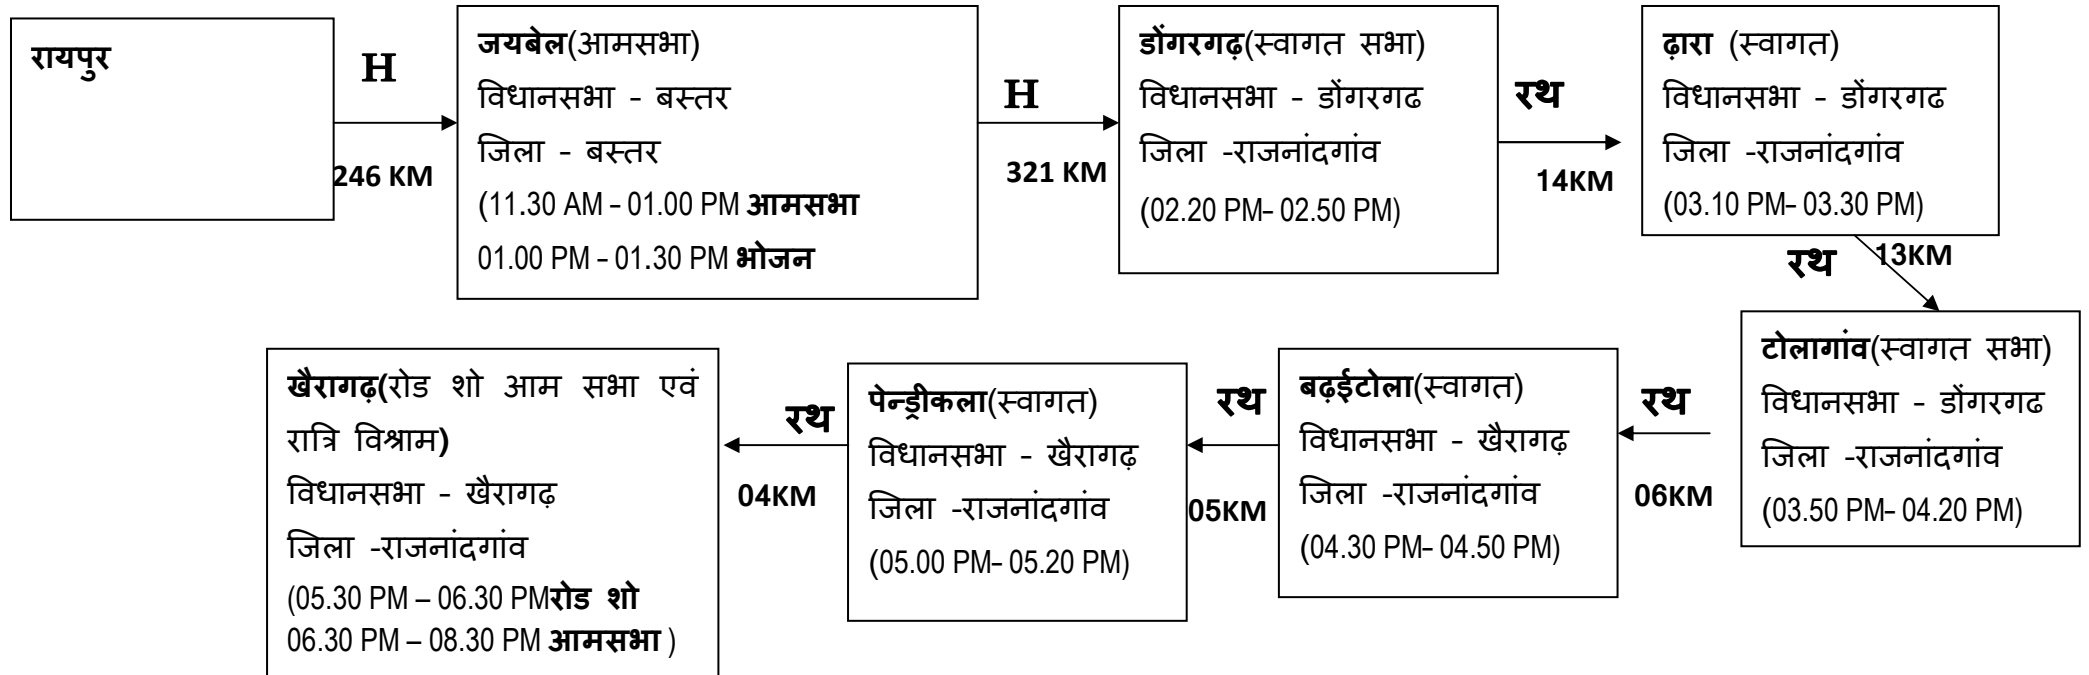 रायपुर
H
246 KM
जयबेल(आमसभा)
विधानसभा - बस्तर
जिला - बस्तर
(11.30 AM – 01.00 PM आमसभा
01.00 PM – 01.30 PM भोजन
H
321 KM
डोंगरगढ़(स्वागत सभा)
विधानसभा - डोंगरगढ
जिला -राजनांदगांव
(02.20 PM– 02.50 PM)
रथ
14KM
ढ़ारा (स्वागत)
विधानसभा - डोंगरगढ
जिला -राजनांदगांव
(03.10 PM– 03.30 PM)
रथ
13KM
टोलागांव(स्वागत सभा)
विधानसभा - डोंगरगढ
जिला -राजनांदगांव
(03.50 PM– 04.20 PM)
रथ
06KM
बढ़ईटोला(स्वागत)
विधानसभा - खैरागढ़
जिला -राजनांदगांव
(04.30 PM– 04.50 PM)
रथ
05KM
पेन्ड्रीकला(स्वागत)
विधानसभा - खैरागढ़
जिला -राजनांदगांव
(05.00 PM– 05.20 PM)
रथ
04KM
खैरागढ़(रोड शो आम सभा एवं
रात्रि विश्राम)
विधानसभा - खैरागढ़
जिला -राजनांदगांव
(05.30 PM – 06.30 PMरोड शो
06.30 PM – 08.30 PM आमसभा )